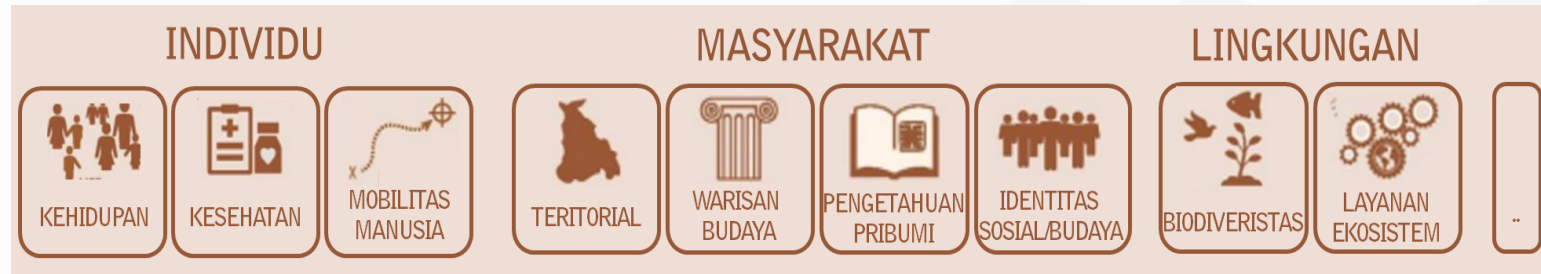 INDIVIDU
MASYARAKAT
LINGKUNGAN
KEHIDUPAN
KESEHATAN
MOBILITAS
MANUSIA
TERITORIAL
WARISAN
BUDAYA
PENGETAHUAN
PRIBUMI
IDENTITAS
SOSIAL/BUDAYA
BIODIVERISTAS
LAYANAN
EKOSISTEM
..